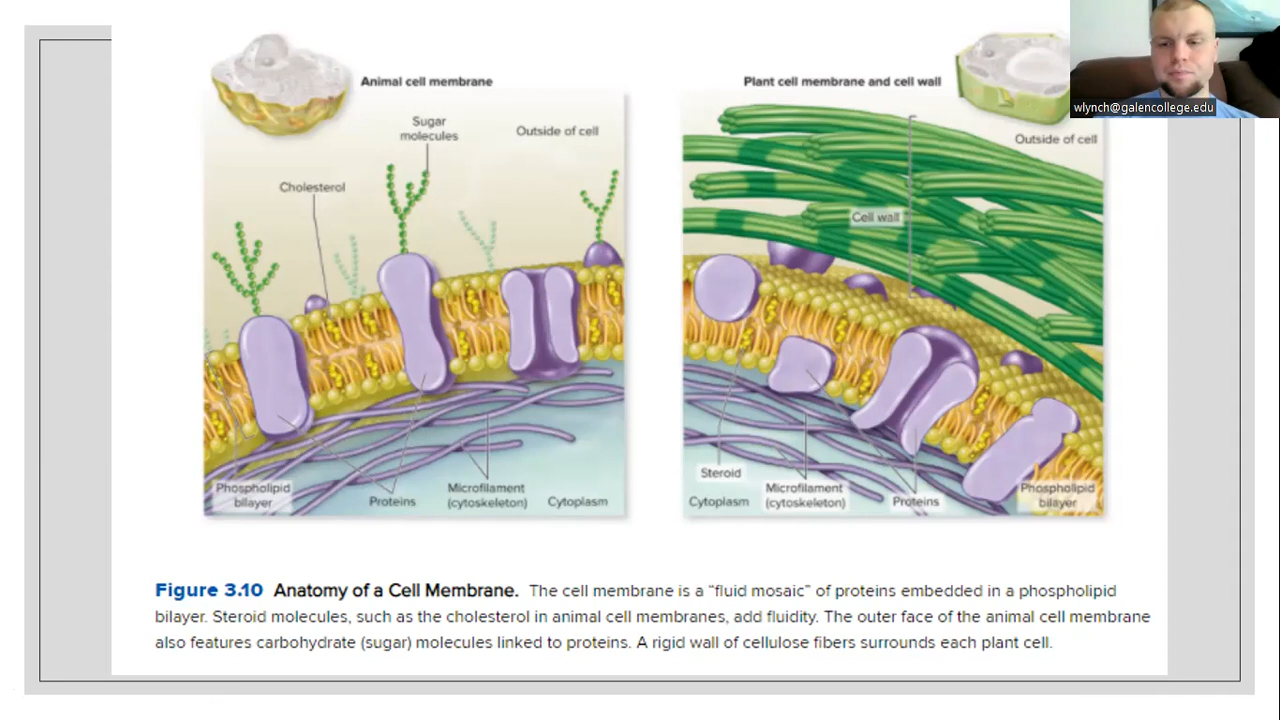 Animal cell membrane
Sugar
molecules
Outside of cell
Cholesterol
Phospholipid
bilayer
Proteins
Microfilament
(cytoskeleton)
Cytoplasm
Plant cell membrane and cell wall
Outside of cell
Cell wall
Steroid
Cytoplasm
Microfilament
(cytoskeleton)
Proteins
Phospholipid
bilayer
wlynch@galencollege.edu
Figure 3.10 Anatomy of a Cell Membrane. The cell membrane is a “fluid mosaic” of proteins embedded in a phospholipid
bilayer. Steroid molecules, such as the cholesterol in animal cell membranes, add fluidity. The outer face of the animal cell membrane
also features carbohydrate (sugar) molecules linked to proteins. A rigid wall of cellulose fibers surrounds each plant cell.